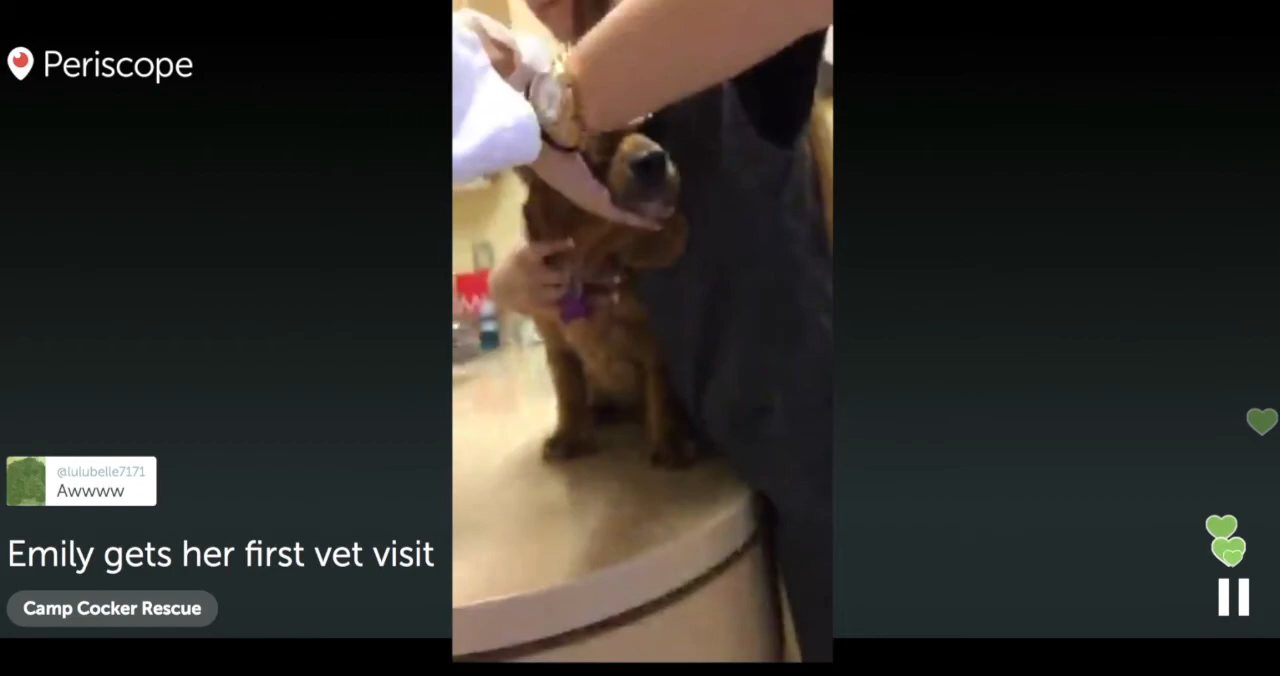 Periscope
@lulubelle7171
Awwww
Emily gets her first vet visit
Camp Cocker Rescue